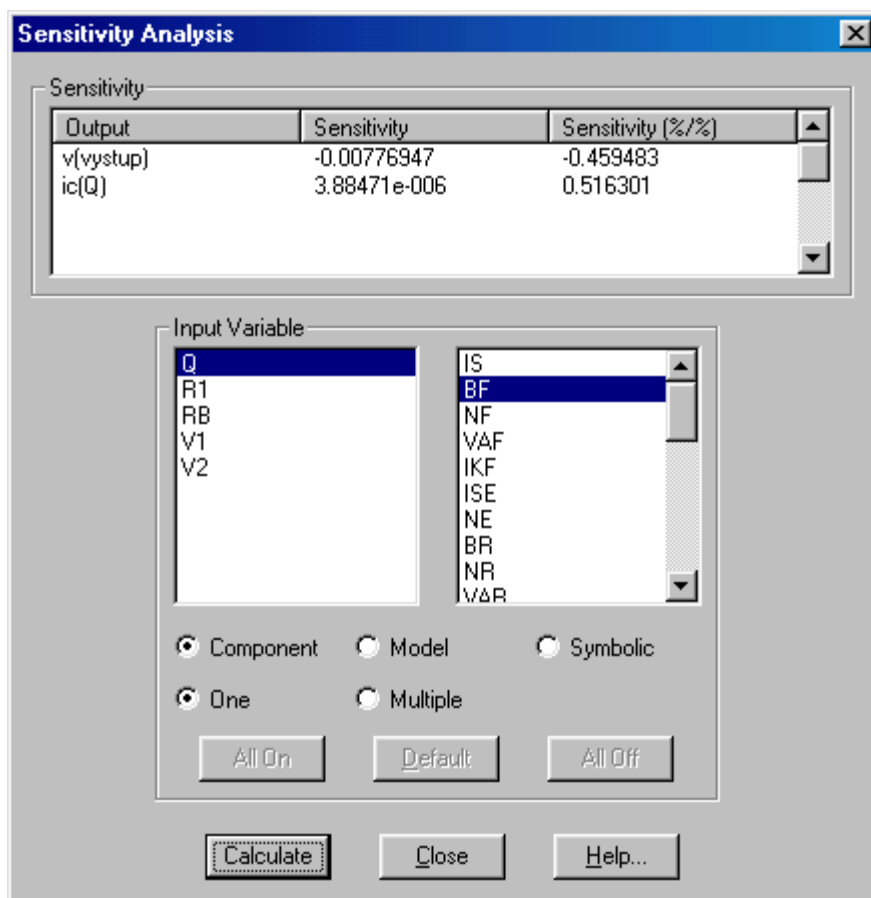 Sensitivity Analysis
Sensitivity
Output Sensitivity Sensitivity (%/%)
v(vystup) -0.00776947 -0.459483
ic(Q) 3.88471e-006 0.516301
Input Variable
Q
R1
RB
V1
V2
IS
BF
NF
VAF
IKF
ISE
NE
BR
NR
VAR
Component Model Symbolic
One Multiple
All On Default All Off
Calculate Close Help...